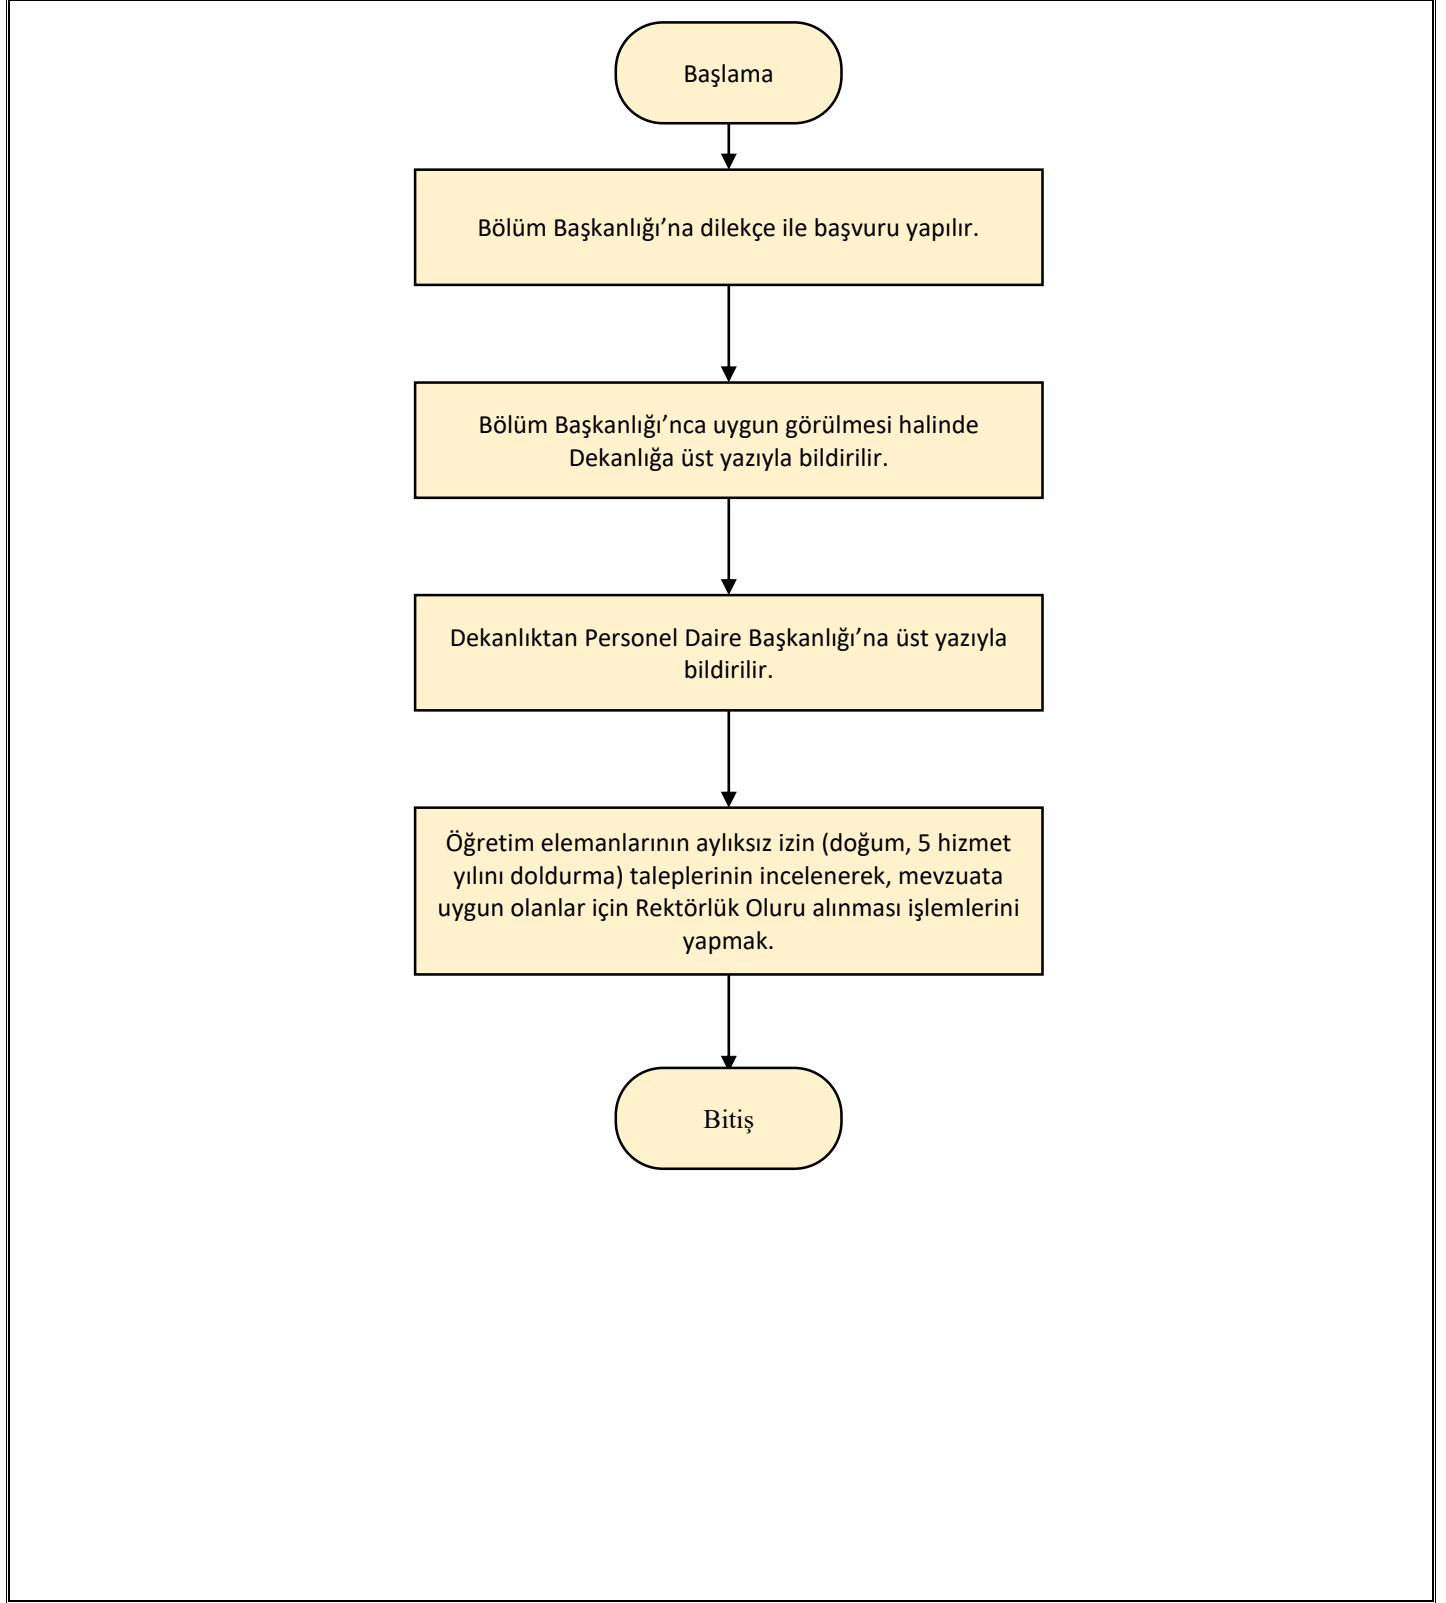 Başlama
Bölüm Başkanlığı’na dilekçe ile başvuru yapılır.
Bölüm Başkanlığı’nca uygun görülmesi halinde
Dekanlığa üst yazıyla bildirilir.
Dekanlıktan Personel Daire Başkanlığı’na üst yazıyla
bildirilir.
Öğretim elemanlarının aylıksız izin (doğum, 5 hizmet
yılını doldurma) taleplerinin incelenerek, mevzuata
uygun olanlar için Rektörlük Oluru alınması işlemlerini
yapmak.
Bitiş